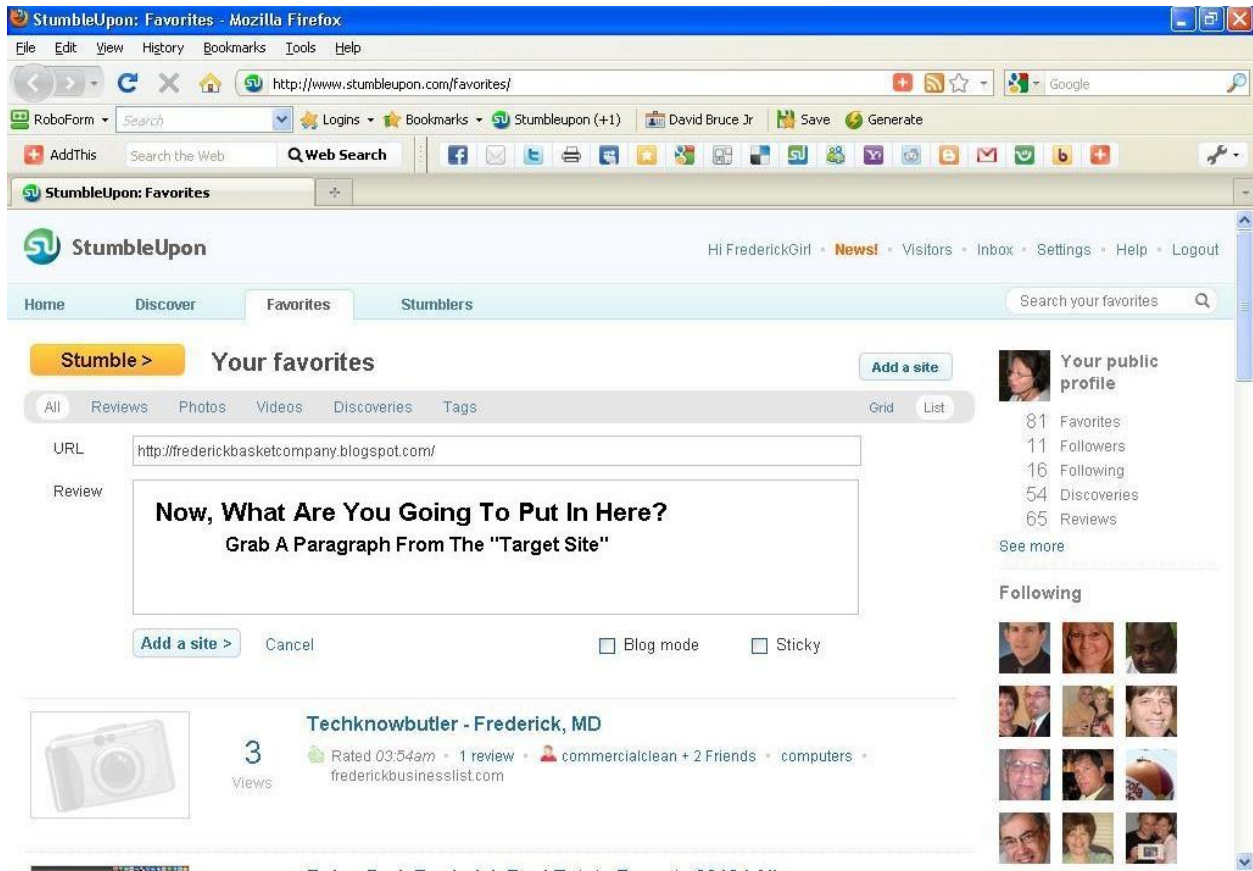 StumbleUpon: Favorites - Mozilla Firefox
File Edit View History Bookmarks Tools Help
http://www.stumbleupon.com/favorites/
Google
RoboForm Search Logins Bookmarks Stumbleupon (+1) David Bruce Jr Save Generate
AddThis Search the Web Web Search
StumbleUpon: Favorites
StumbleUpon
Hi FrederickGirl • News! • Visitors • Inbox • Settings • Help • Logout
Home Discover Favorites Stumblers Search your favorites
Stumble > Your favorites Add a site
All Reviews Photos Videos Discoveries Tags Grid List
URL http://frederickbasketcompany.blogspot.com/
Review
Now, What Are You Going To Put In Here?
Grab A Paragraph From The "Target Site"
Add a site > Cancel Blog mode Sticky
Techknowbutler - Frederick, MD
3 Views
Rated 03:54am • 1 review • commercialclean + 2 Friends • computers •
frederickbusinesslist.com
Your public profile
81 Favorites
11 Followers
16 Following
54 Discoveries
65 Reviews
See more
Following